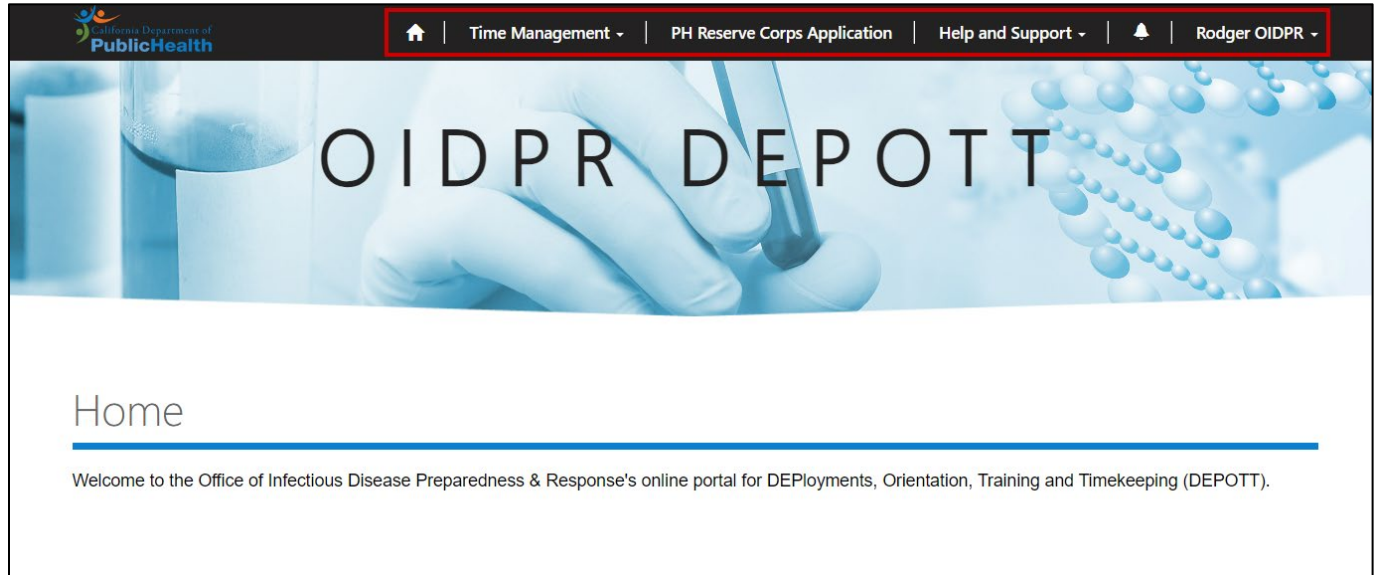 California Department of
PublicHealth
Time Management
PH Reserve Corps Application
Help and Support
Rodger OIDPR
OIDPR DEPOTT
Home
Welcome to the Office of Infectious Disease Preparedness & Response's online portal for DEPloyments, Orientation, Training and Timekeeping (DEPOTT).